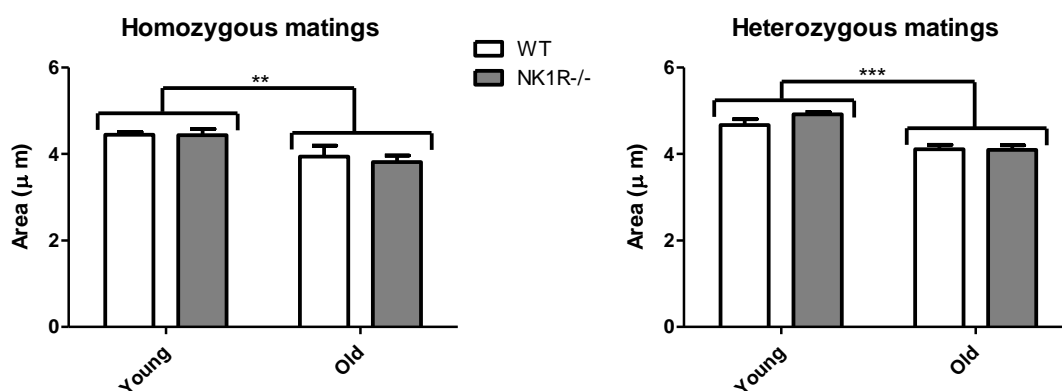 Homozygous matings
Area (μ m)
6
4
2
0
**
Young
Old
WT
NK1R-/-
Heterozygous matings
Area (μ m)
6
4
2
0
***
Young
Old